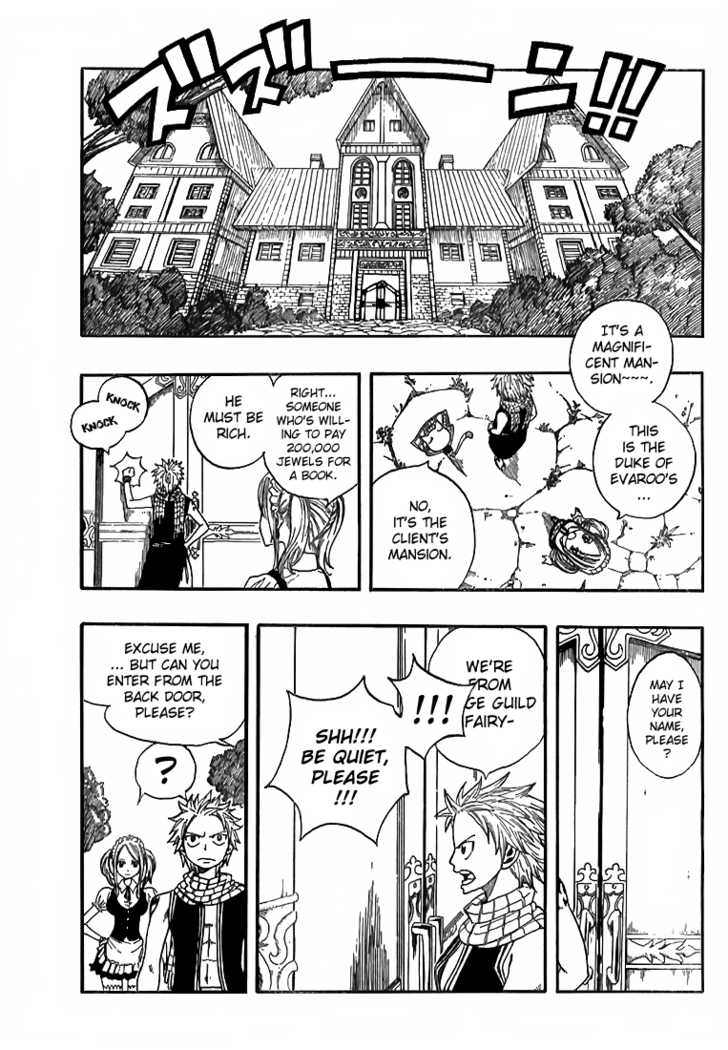 ズズーーン!!
IT'S A
MAGNIFI-
CENT MAN-
SION~~~.
THIS
IS THE
DUKE OF
EVAROO'S
...
NO,
IT'S THE
CLIENT'S
MANSION.
RIGHT...
SOMEONE
WHO'S WILL-
ING TO PAY
200,000
JEWELS FOR
A BOOK.
HE
MUST BE
RICH.
KNOCK
KNOCK
MAY I
HAVE
YOUR
NAME,
PLEASE
?
WE'RE
FROM
GE GUILD
FAIRY-
!!!
SHH!!!
BE QUIET,
PLEASE
!!!
EXCUSE ME,
... BUT CAN YOU
ENTER FROM THE
BACK DOOR,
PLEASE?
?